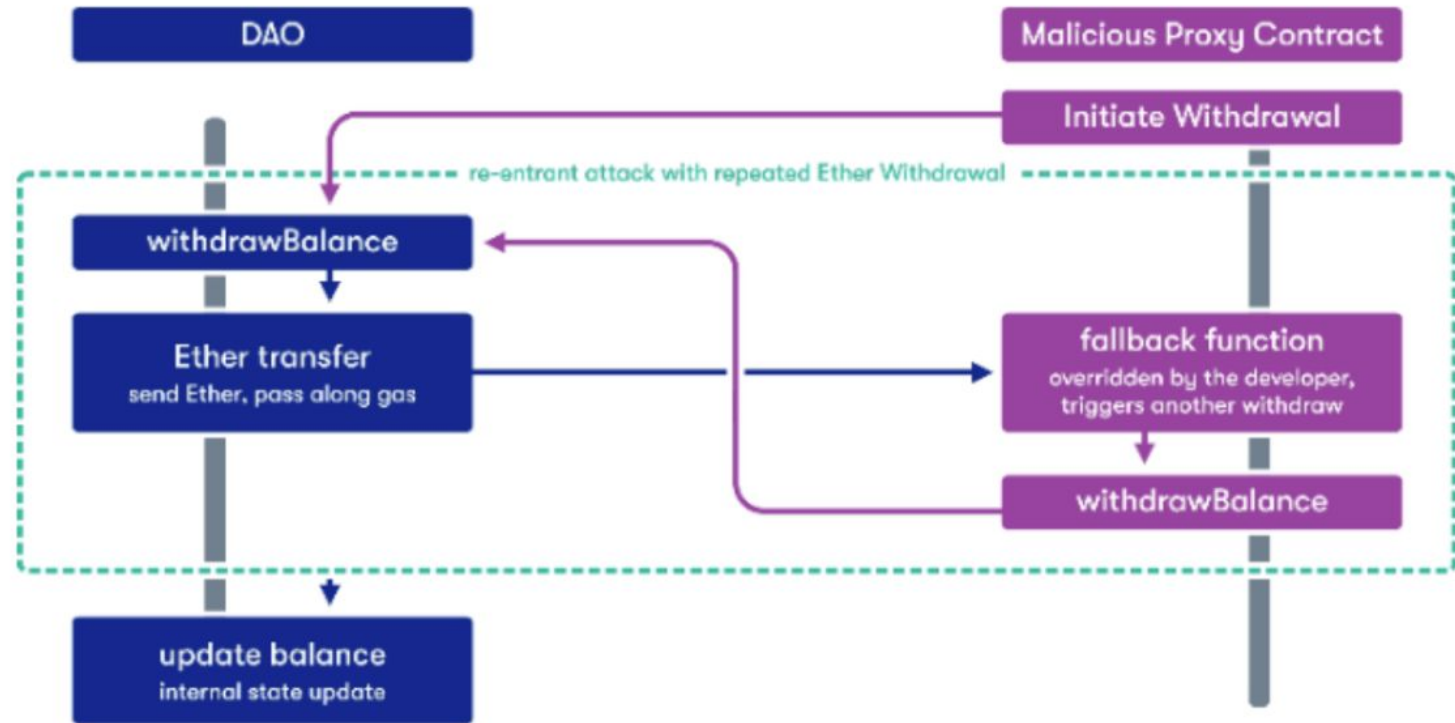 DAO
Malicious Proxy Contract
Initiate Withdrawal
re-entrant attack with repeated Ether Withdrawal
withdrawBalance
Ether transfer
send Ether, pass along gas
fallback function
overridden by the developer,
triggers another withdraw
withdrawBalance
update balance
internal state update